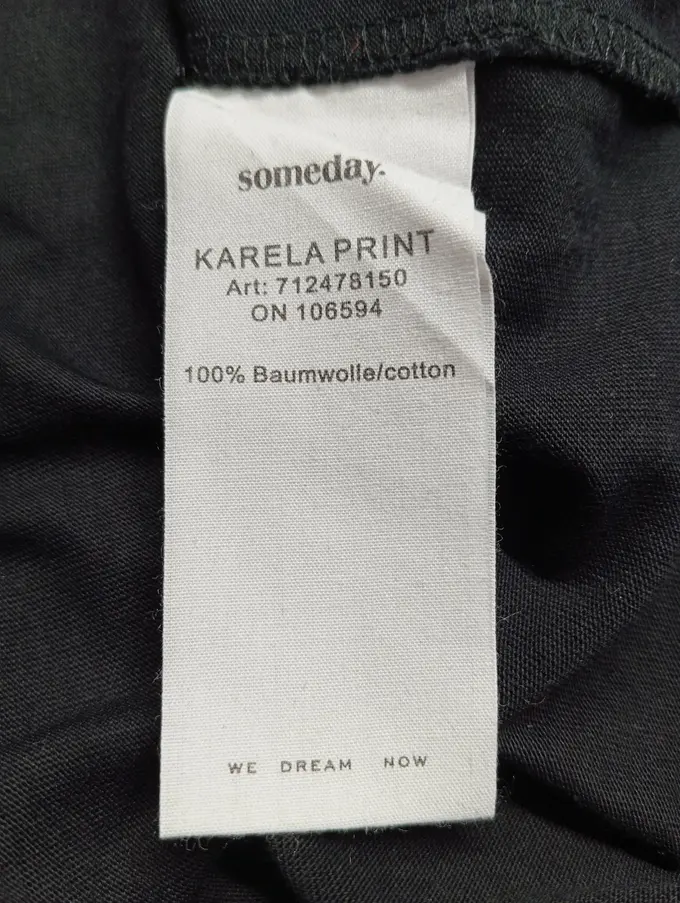 someday.
KARELA PRINT
Art: 712478150
ON 106594
100% Baumwolle/cotton
WE DREAM NOW